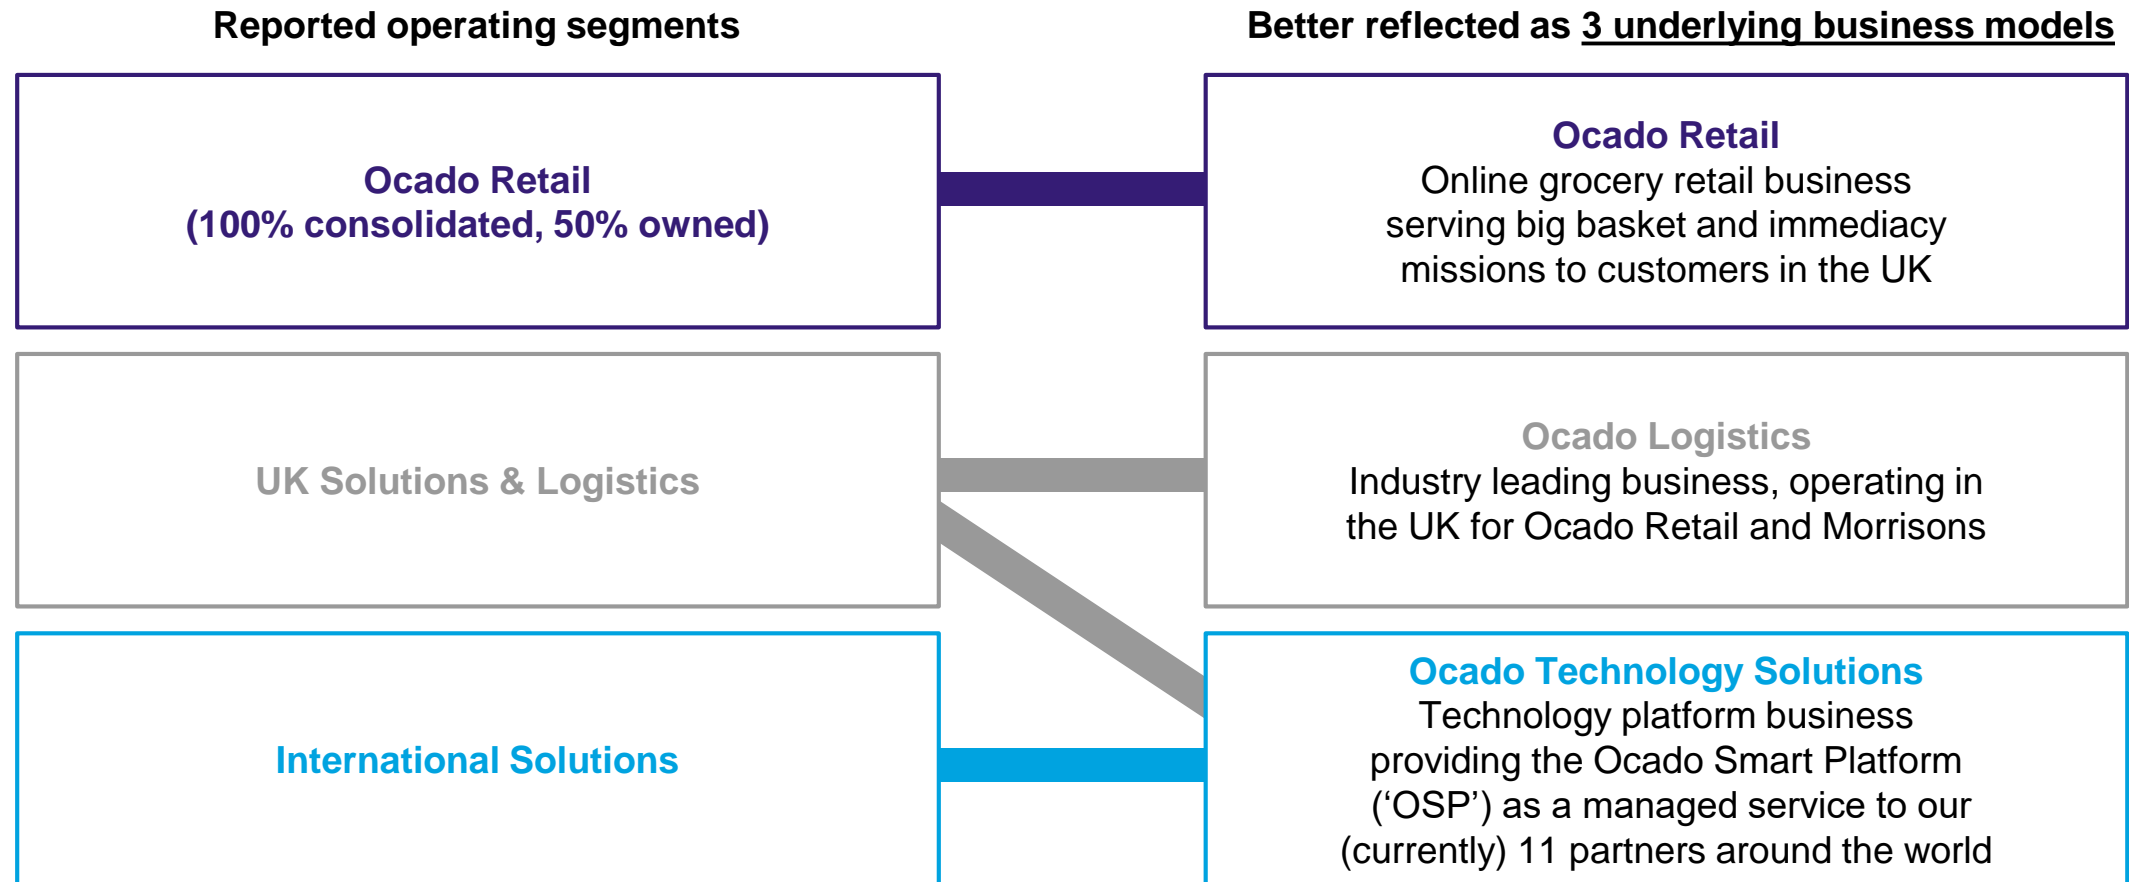 Reported operating segments
Better reflected as 3 underlying business models
Ocado Retail
(100% consolidated, 50% owned)
Ocado Retail
Online grocery retail business
serving big basket and immediacy
missions to customers in the UK
UK Solutions & Logistics
Ocado Logistics
Industry leading business, operating in
the UK for Ocado Retail and Morrisons
International Solutions
Ocado Technology Solutions
Technology platform business
providing the Ocado Smart Platform
(‘OSP’) as a managed service to our
(currently) 11 partners around the world